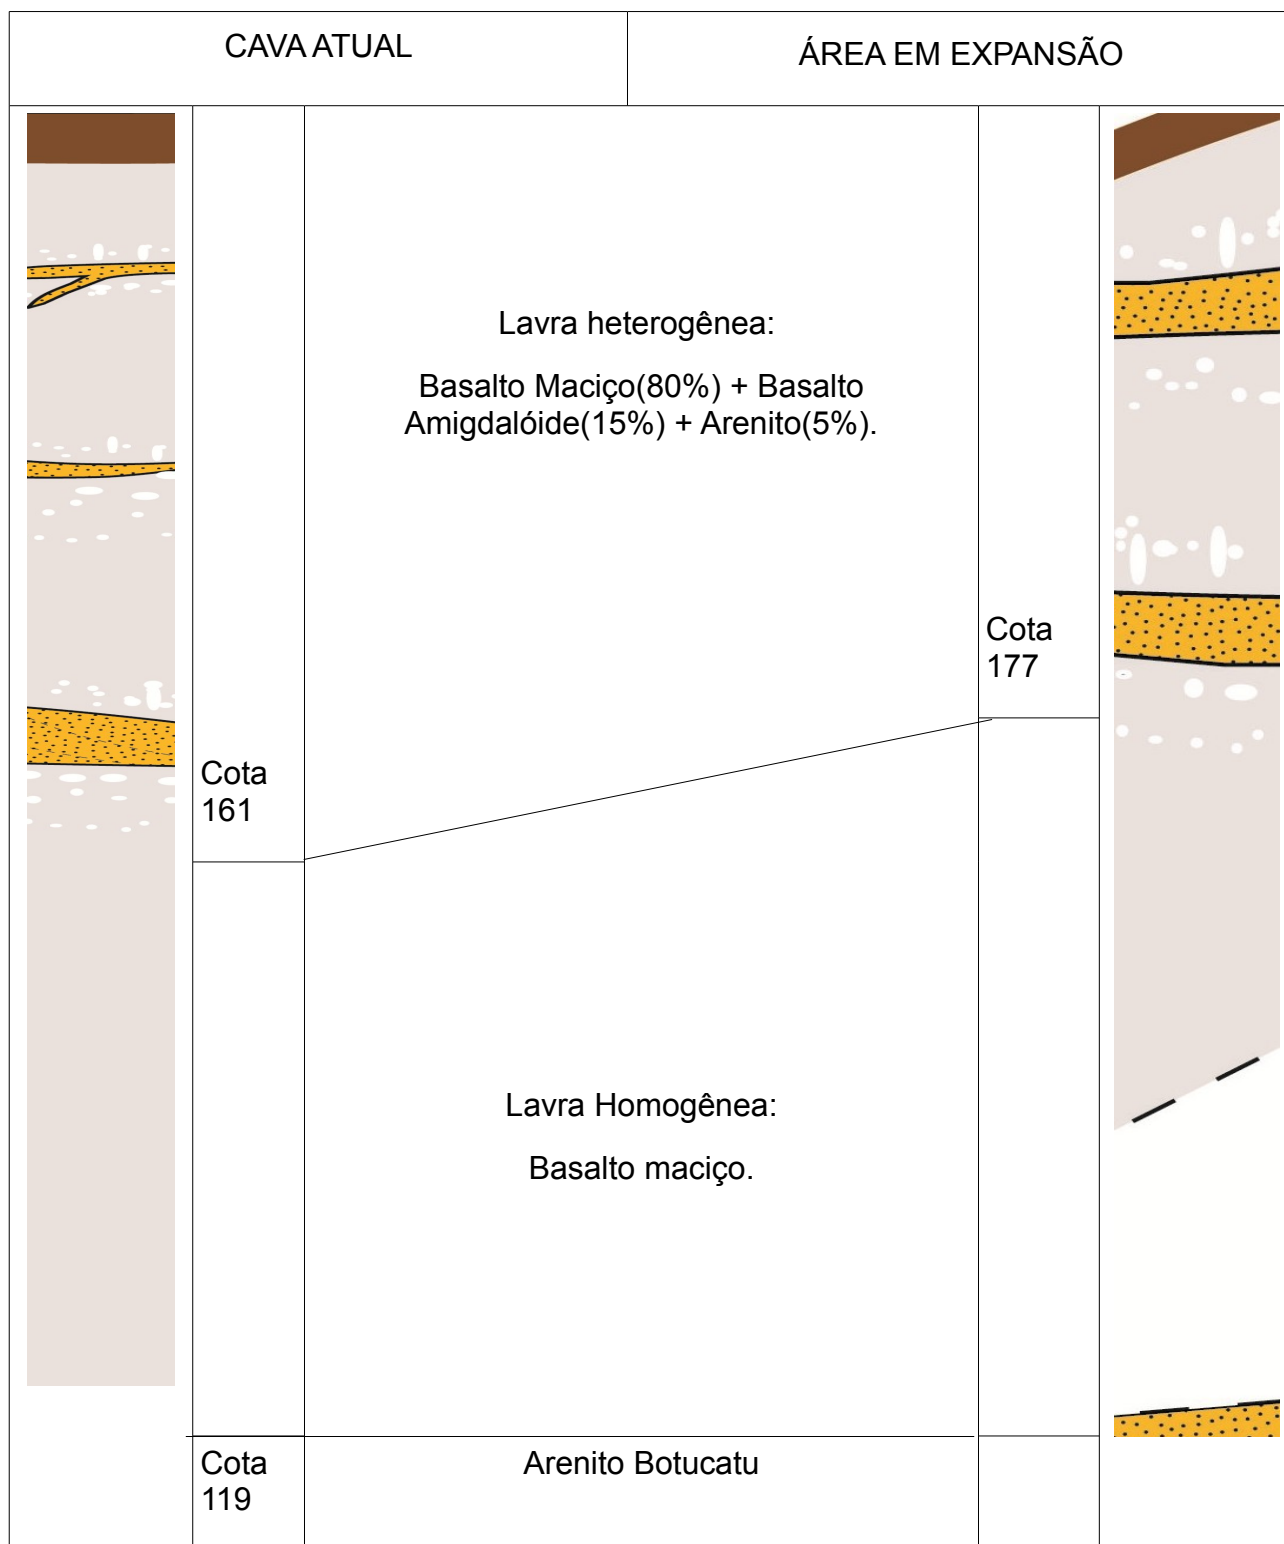 CAVA ATUAL
ÁREA EM EXPANSÃO
Lavra heterogênea:
Basalto Maciço(80%) + Basalto
Amigdalóide(15%) + Arenito(5%).
Cota
177
Cota
161
Lavra Homogênea:
Basalto maciço.
Cota
119
Arenito Botucatu